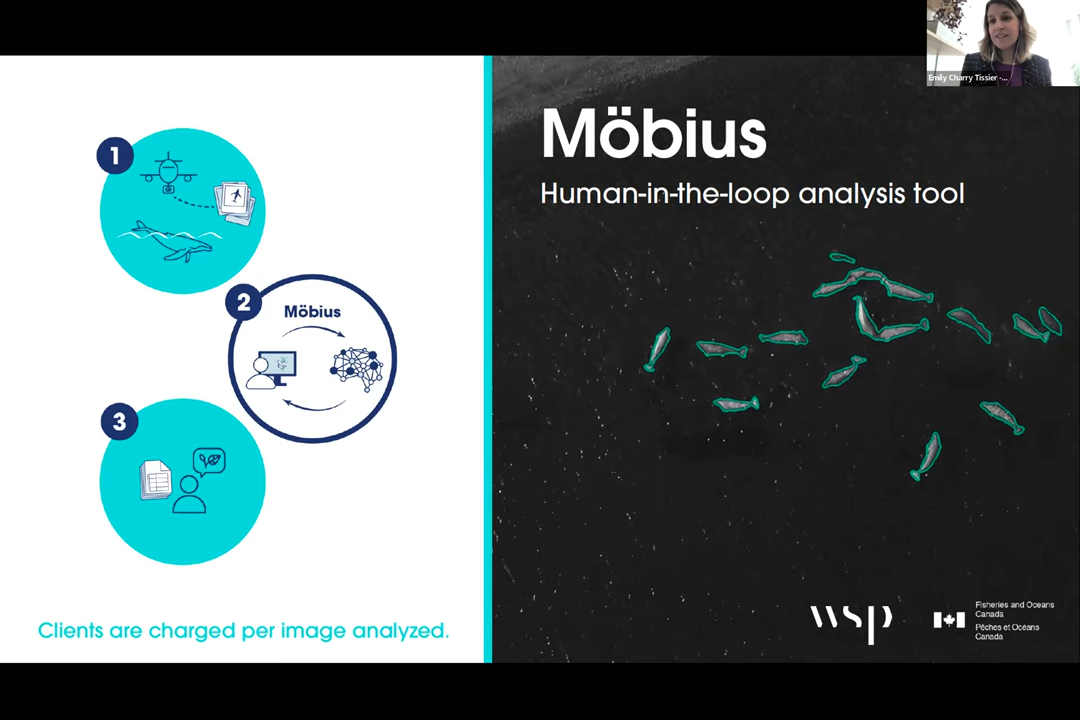 Emily Charry Tissier -...
1
2
Möbius
3
Clients are charged per image analyzed.
Möbius
Human-in-the-loop analysis tool
wsp
Fisheries and Oceans
Canada
Pêches et Océans
Canada